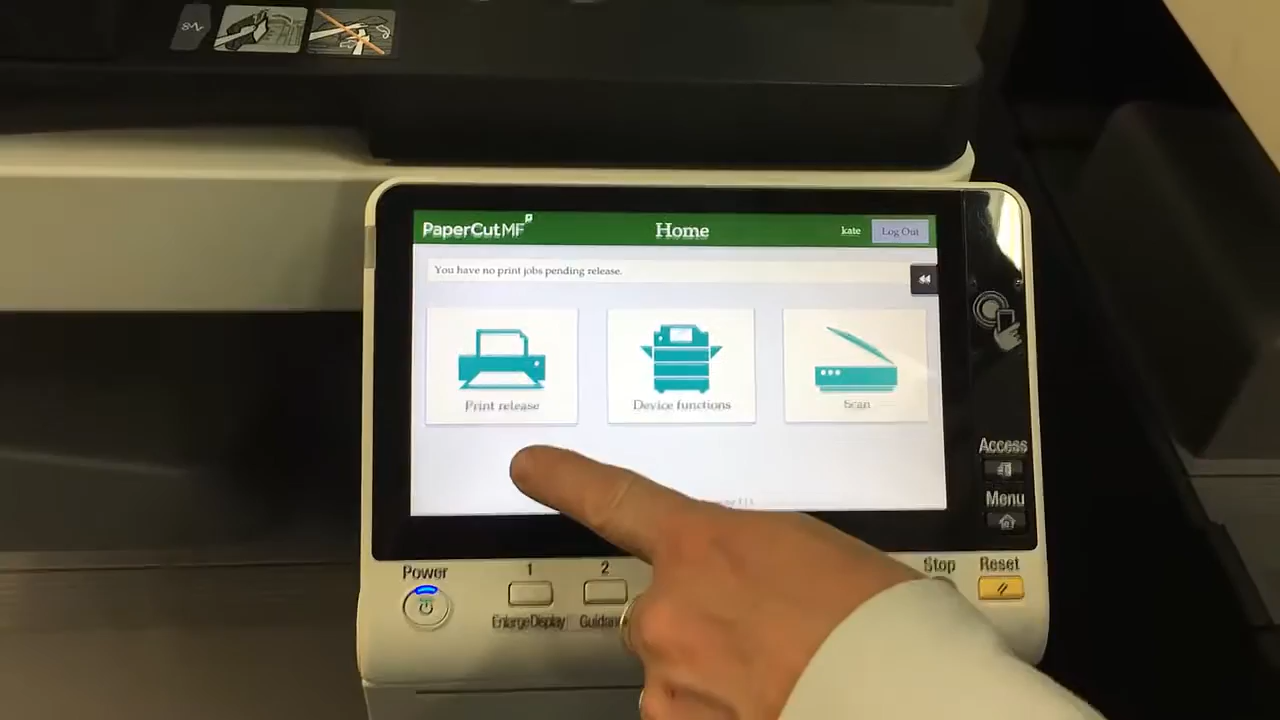 PaperCutMF
Home
kate
Log Out
You have no print jobs pending release.
Print release
Device functions
Scan
Access
Menu
Power
1
2
Stop
Reset
Enlarge Display